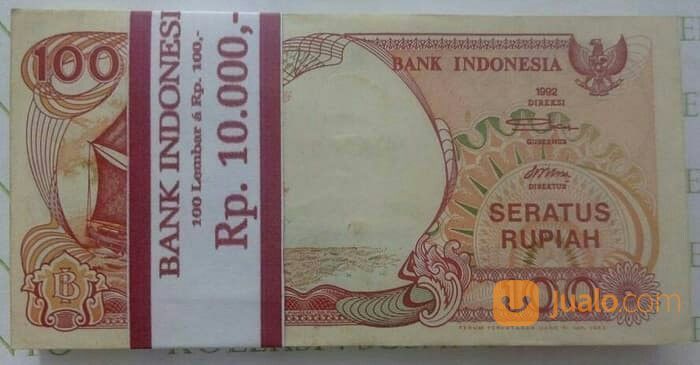 100
BANK INDONESIA
100 Lembar á Rp. 100,-
Rp. 10.000,-
BANK INDONESIA
1992
DIREKSI
GUBERNUR
DIREKTUR
SERATUS
RUPIAH
100
jualo.com